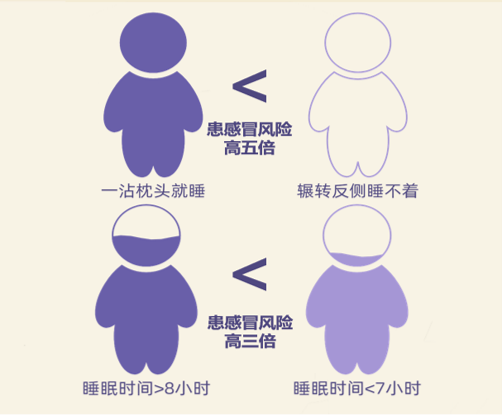 <
患感冒风险
高五倍
一沾枕头就睡
辗转反侧睡不着
<
患感冒风险
高三倍
睡眠时间>8小时
睡眠时间<7小时